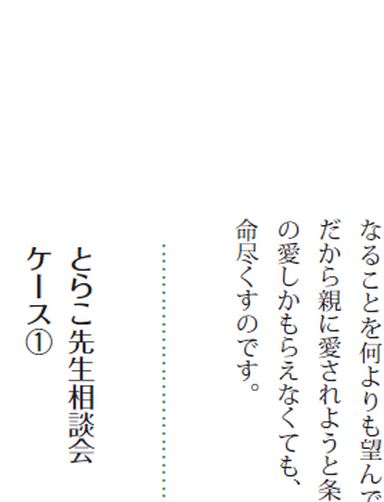 なることを何よりも望んで
だから親に愛されようと条
の愛しかもらえなくても、
命尽くすのです。
とらこ先生相談会
ケース①